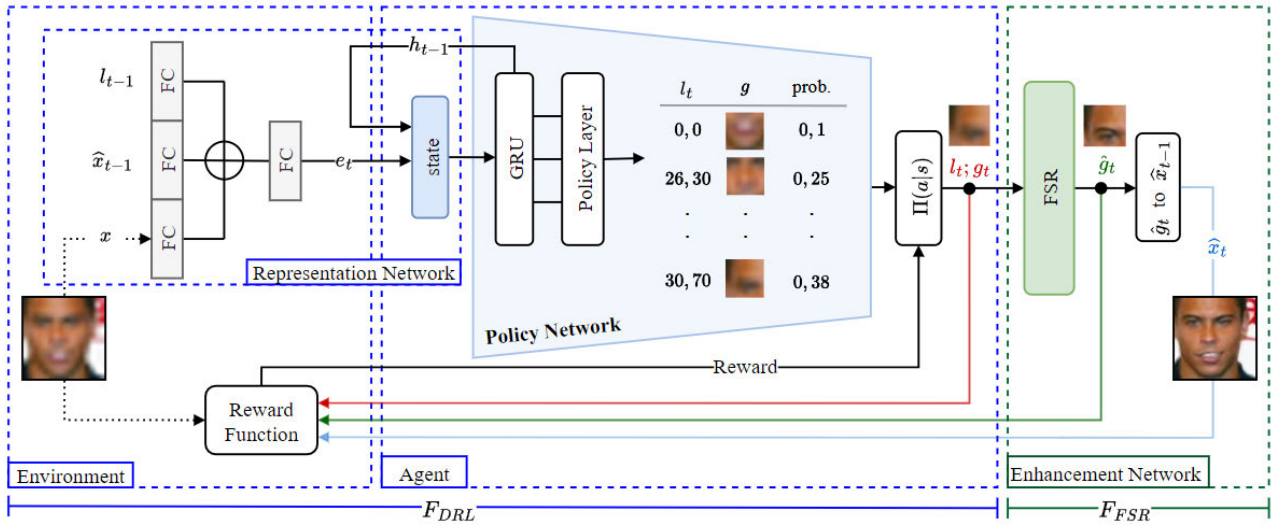 l_{t-1}
FC
x̂_{t-1}
FC
x
FC
FC
e_t
h_{t-1}
state
GRU
Policy Layer
l_t g prob.
0,0 0,1
26,30 0,25
. . .
. . .
30,70 0,38
Policy Network
Π(a|s)
l_t; g_t
FSR
ĝ_t
ĝ_t to x̂_{t-1}
x̂_t
Representation Network
Reward
Reward
Function
Environment
Agent
Enhancement Network
F_{DRL}
F_{FSR}